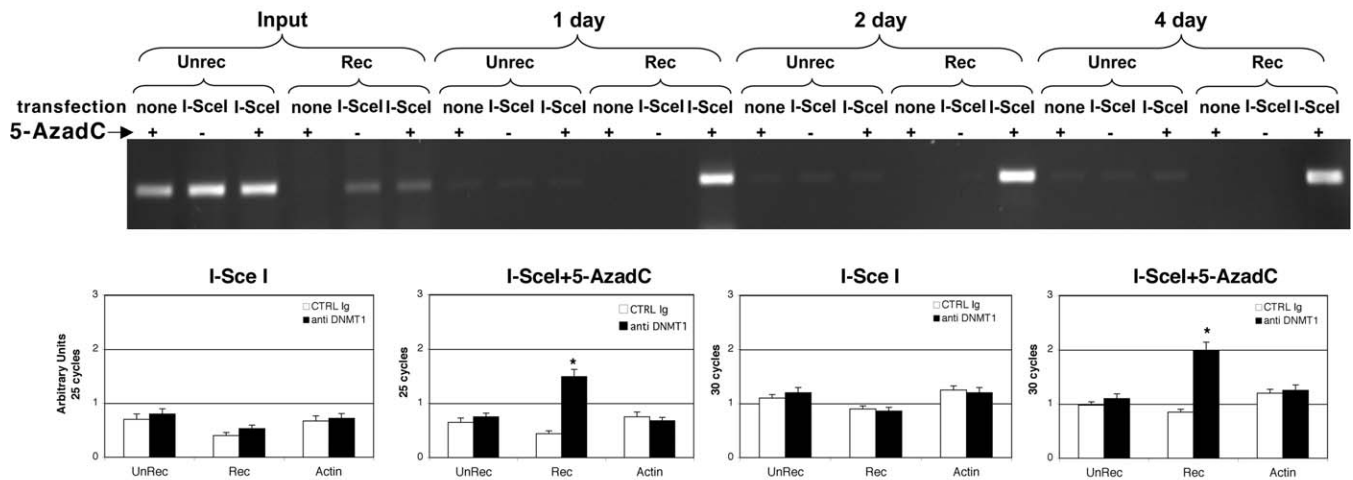 Input 1 day 2 day 4 day
Unrec Rec Unrec Rec Unrec Rec Unrec Rec
transfection none I-SceI I-SceI none I-SceI I-SceI none I-SceI I-SceI none I-SceI I-SceI none I-SceI I-SceI none I-SceI I-SceI none I-SceI I-SceI none I-SceI I-SceI
5-AzadC→ + - + + - + + - + + - + + - + + - + + - + + - +
I-Sce I
Arbitrary Units
25 cycles
3
2
1
0
CTRL Ig
anti DNMT1
UnRec Rec Actin
I-SceI+5-AzadC
25 cycles
3
2
1
0
CTRL Ig
anti DNMT1
*
UnRec Rec Actin
I-Sce I
30 cycles
3
2
1
0
CTRL Ig
anti DNMT1
UnRec Rec Actin
I-SceI+5-AzadC
30 cycles
3
2
1
0
CTRL Ig
anti DNMT1
*
UnRec Rec Actin